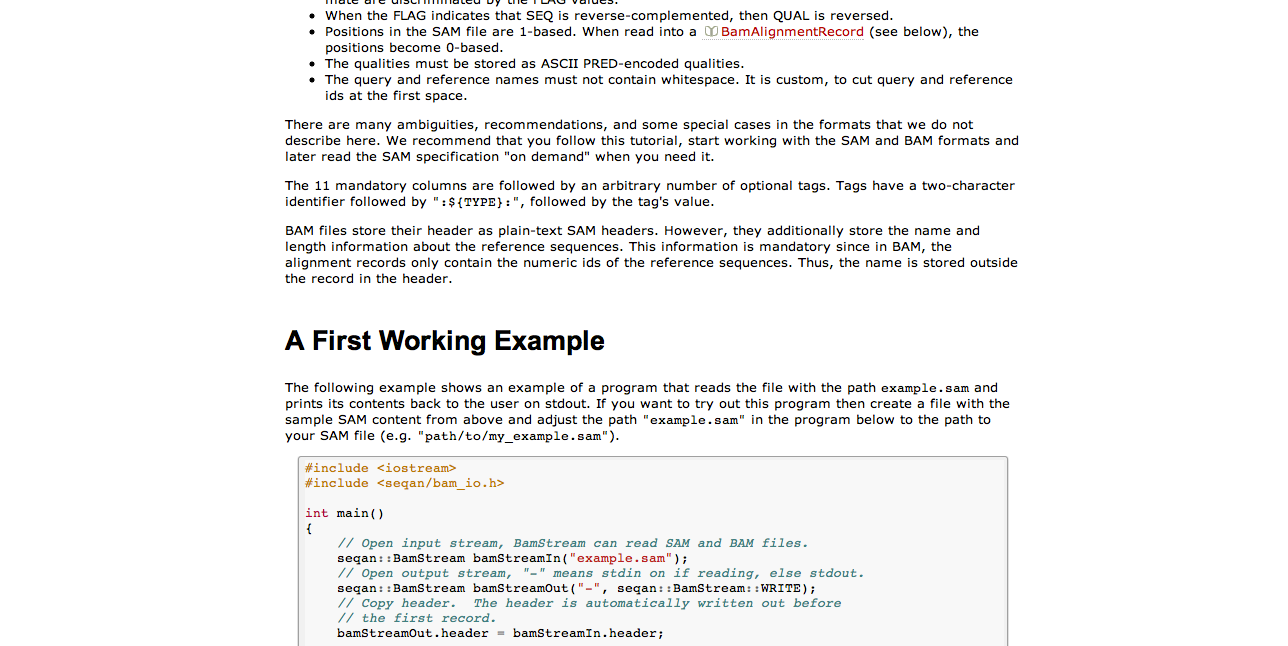 mate are discriminated by the FLAG values.
• When the FLAG indicates that SEQ is reverse-complemented, then QUAL is reversed.
• Positions in the SAM file are 1-based. When read into a BamAlignmentRecord (see below), the
positions become 0-based.
• The qualities must be stored as ASCII PRED-encoded qualities.
• The query and reference names must not contain whitespace. It is custom, to cut query and reference
ids at the first space.
There are many ambiguities, recommendations, and some special cases in the formats that we do not
describe here. We recommend that you follow this tutorial, start working with the SAM and BAM formats and
later read the SAM specification "on demand" when you need it.
The 11 mandatory columns are followed by an arbitrary number of optional tags. Tags have a two-character
identifier followed by ":${TYPE}:", followed by the tag's value.
BAM files store their header as plain-text SAM headers. However, they additionally store the name and
length information about the reference sequences. This information is mandatory since in BAM, the
alignment records only contain the numeric ids of the reference sequences. Thus, the name is stored outside
the record in the header.
A First Working Example
The following example shows an example of a program that reads the file with the path example.sam and
prints its contents back to the user on stdout. If you want to try out this program then create a file with the
sample SAM content from above and adjust the path "example.sam" in the program below to the path to
your SAM file (e.g. "path/to/my_example.sam").
#include <iostream>
#include <seqan/bam_io.h>
int main()
{
    // Open input stream, BamStream can read SAM and BAM files.
    seqan::BamStream bamStreamIn("example.sam");
    // Open output stream, "-" means stdin on if reading, else stdout.
    seqan::BamStream bamStreamOut("-", seqan::BamStream::WRITE);
    // Copy header.  The header is automatically written out before
    // the first record.
    bamStreamOut.header = bamStreamIn.header;